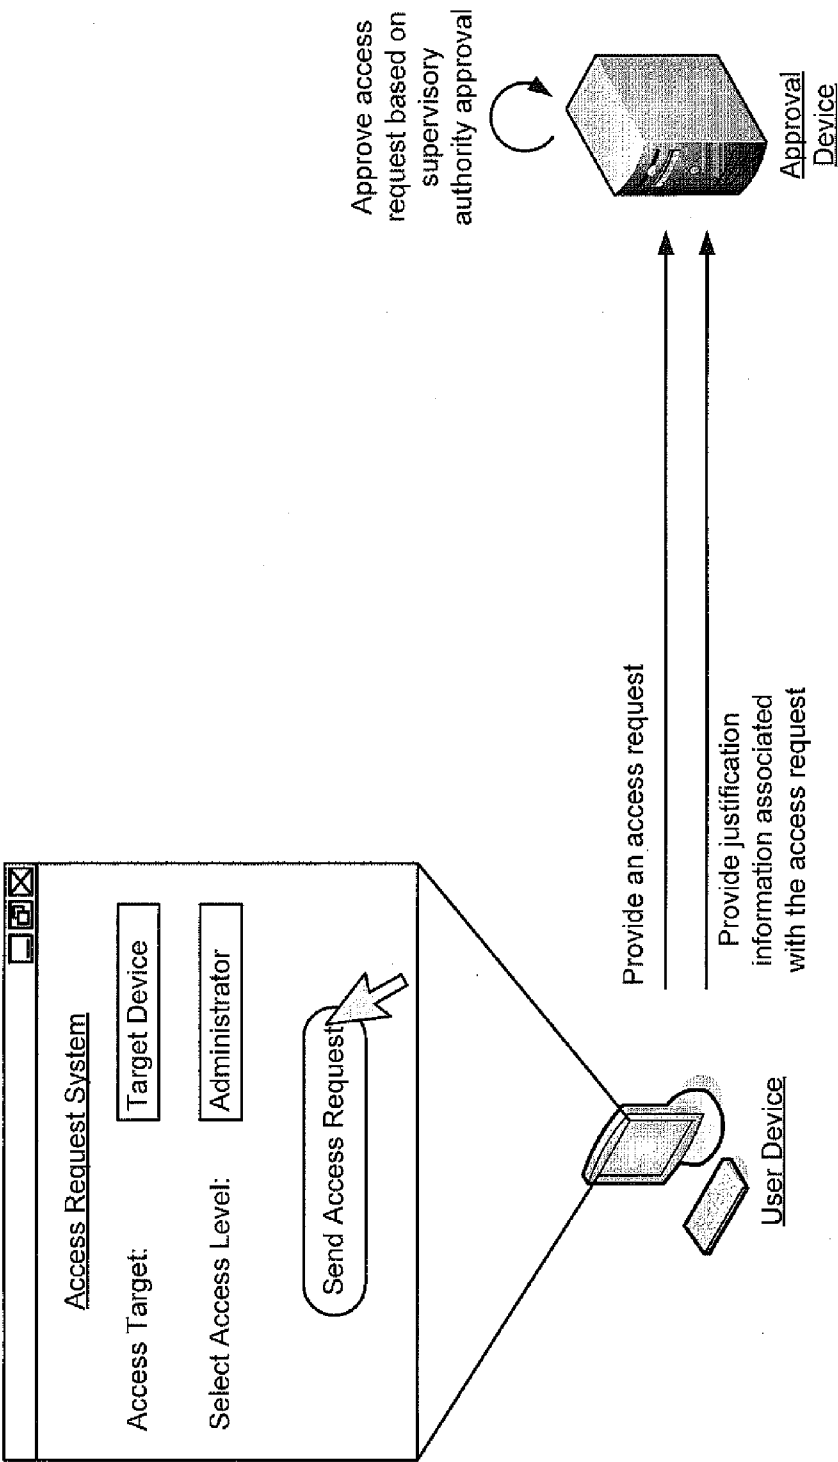 Access Request System
Access Target:
Target Device
Select Access Level:
Administrator
Send Access Request
User Device
Provide an access request
Provide justification
information associated
with the access request
Approve access
request based on
supervisory
authority approval
Approval
Device